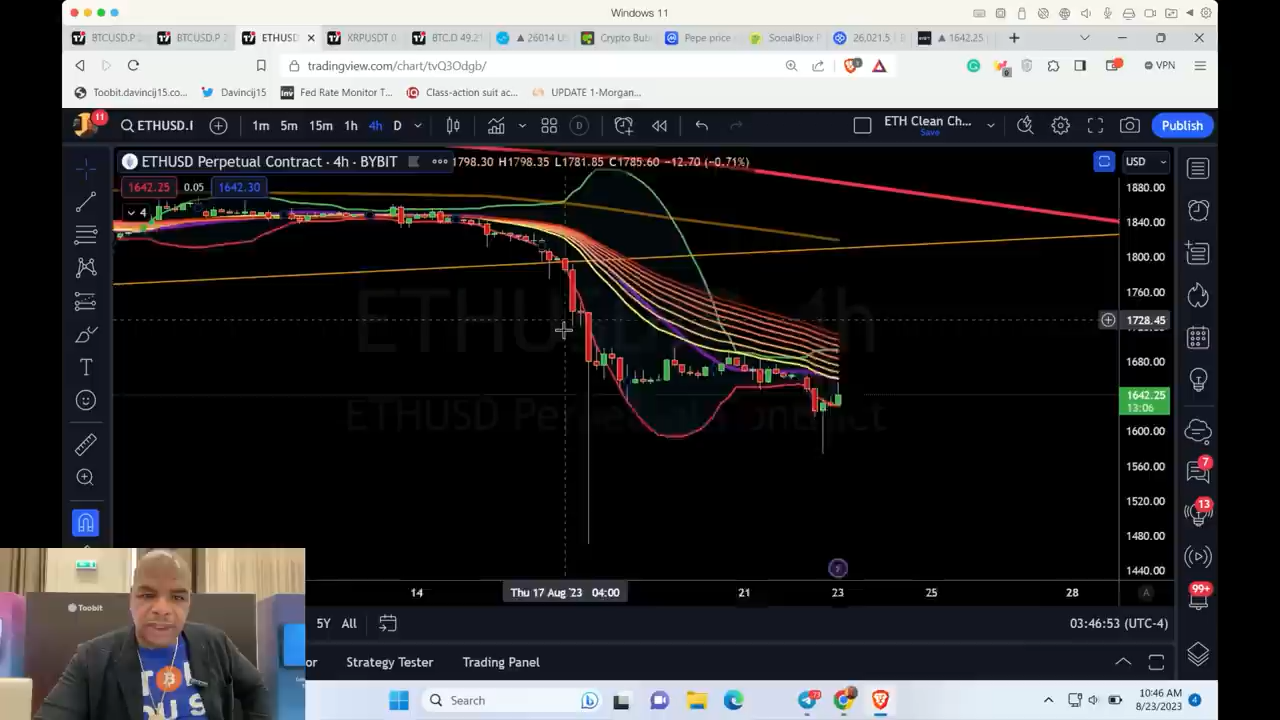 Windows 11
BTCUSD.P 2
BTCUSD.P 2
ETHUSD
XRPUSDT 0
BTC.D 49.21
▲ 26014 U
Crypto Bub
Pepe price
SocialBlox
26,021.5
▲ 1642.25
tradingview.com/chart/tvQ3Odgb/
VPN
Toobit.davincij15.co...
Davincij15
Fed Rate Monitor T...
Class-action suit ac...
UPDATE 1-Morgan...
11
ETHUSD.I
1m 5m 15m 1h 4h D
ETH Clean Ch...
Save
Publish
ETHUSD Perpetual Contract · 4h · BYBIT
1798.30 H1798.35 L1781.85 C1785.60 −12.70 (−0.71%)
USD
1642.25 0.05 1642.30
4
1880.00
1840.00
1800.00
1760.00
1728.45
1680.00
1642.25
13:06
1600.00
1560.00
1520.00
1480.00
1440.00
ETHUSD Perpetual Contract
7
13
99+
14
Thu 17 Aug '23 04:00
21
23
25
28
A
5Y All
03:46:53 (UTC-4)
or
Strategy Tester
Trading Panel
Toobit
Search
10:46 AM
8/23/2023
4